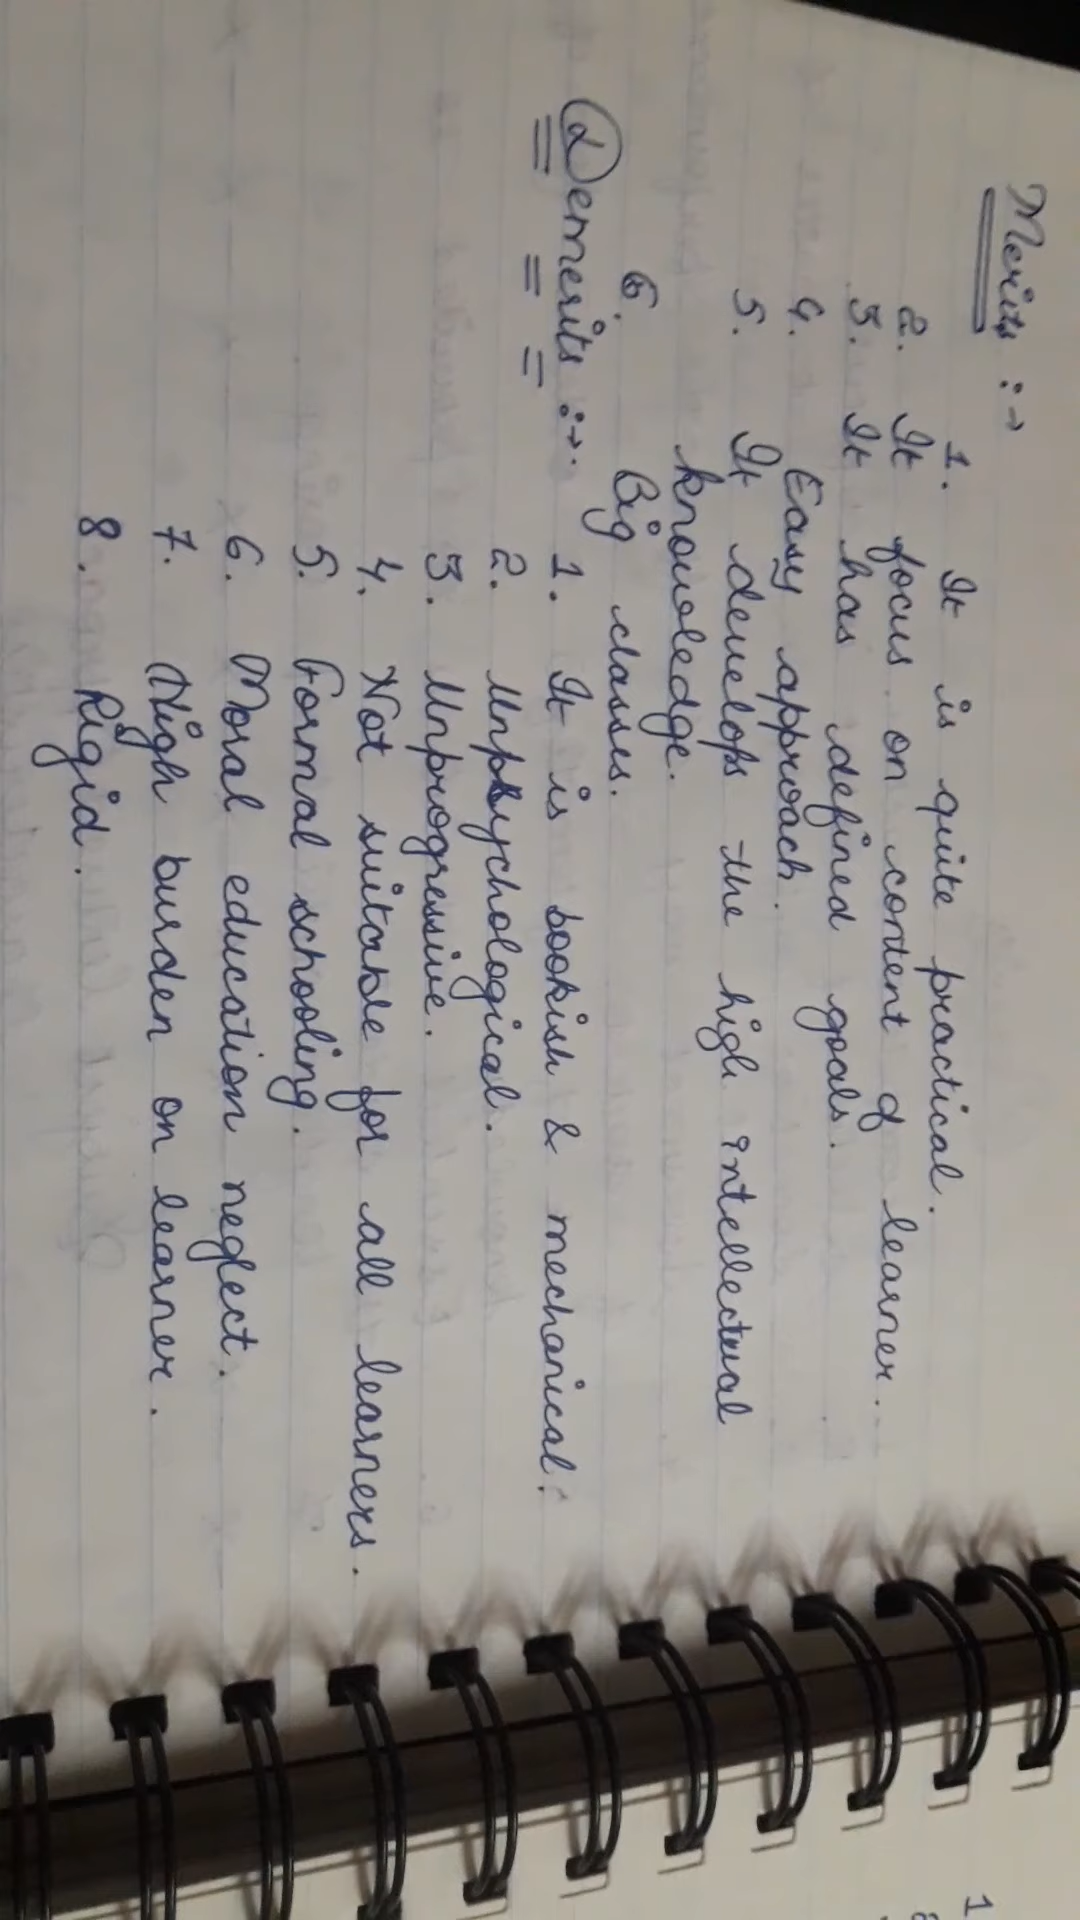 Merits :→
1. It is quite practical.
2. It focus on content of learner.
3. It has defined goals.
4. Easy approach.
5. It develops the high intellectual
knowledge.
6. Big classes.
Demerits :→.
1. It is bookish & mechanical.
2. Unpsychological.
3. Unprogressive.
4. Not suitable for all learners.
5. Formal schooling.
6. Moral education neglect.
7. High burden on learner.
8. Rigid.
1